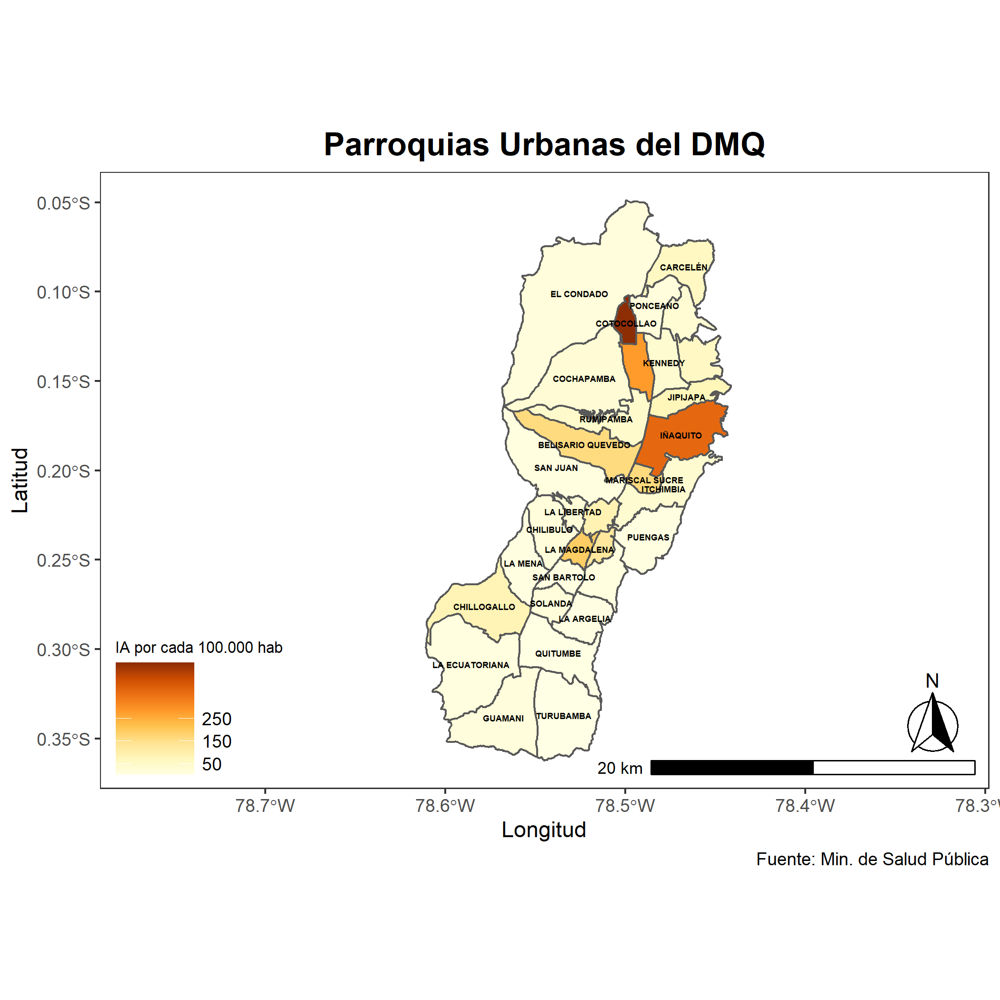 Parroquias Urbanas del DMQ
0.05°S
0.10°S
0.15°S
0.20°S
0.25°S
0.30°S
0.35°S
Latitud
CARCELÉN
EL CONDADO
PONCEANO
COTOCOLLAO
KENNEDY
COCHAPAMBA
JIPIJAPA
RUMIPAMBA
IÑAQUITO
BELISARIO QUEVEDO
SAN JUAN
MARISCAL SUCRE
ITCHIMBIA
LA LIBERTAD
CHILIBULO
PUENGAS
LA MAGDALENA
LA MENA
SAN BARTOLO
SOLANDA
CHILLOGALLO
LA ARGELIA
QUITUMBE
LA ECUATORIANA
GUAMANI
TURUBAMBA
IA por cada 100.000 hab
250
150
50
N
20 km
78.7°W
78.6°W
78.5°W
78.4°W
78.3°W
Longitud
Fuente: Min. de Salud Pública